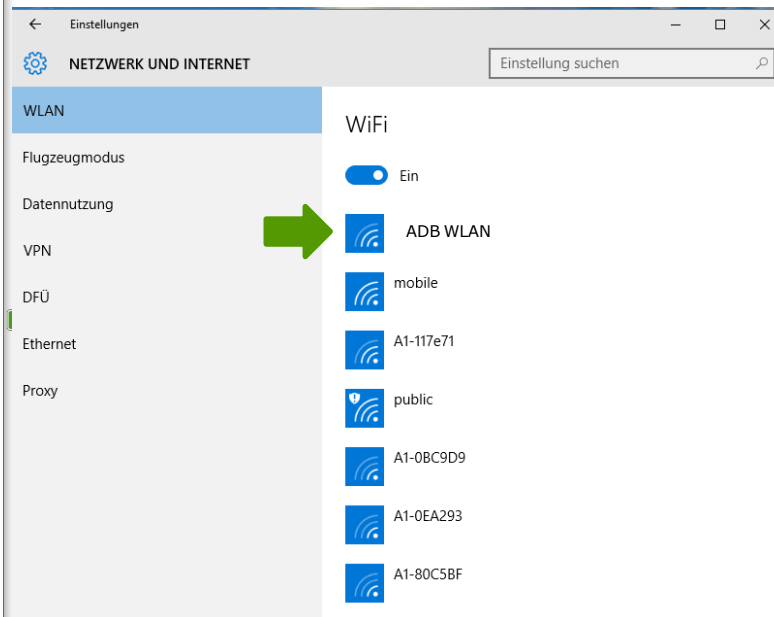 Einstellungen
NETZWERK UND INTERNET
Einstellung suchen
WLAN
Flugzeugmodus
Datennutzung
VPN
DFÜ
Ethernet
Proxy
WiFi
Ein
ADB WLAN
mobile
A1-117e71
public
A1-0BC9D9
A1-0EA293
A1-80C5BF